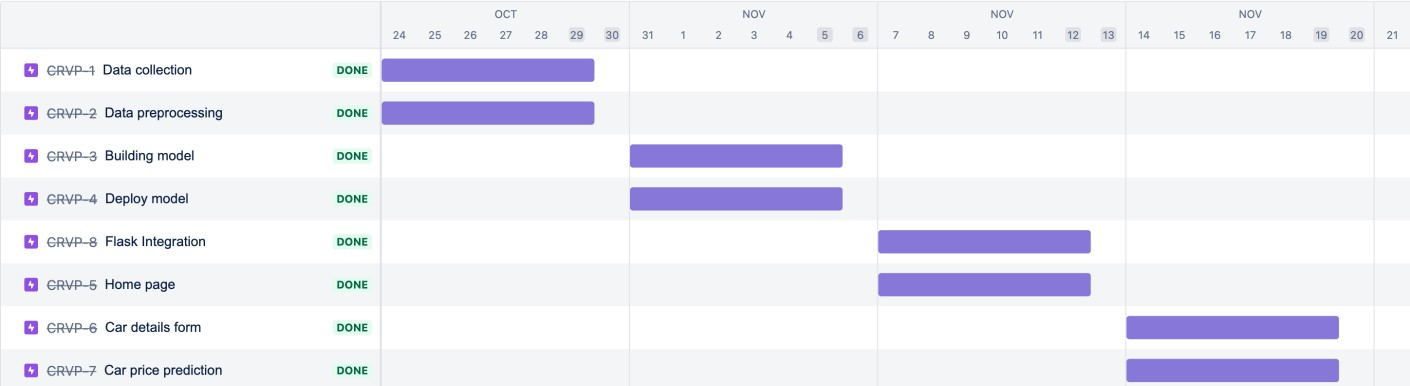 OCT NOV NOV NOV
24 25 26 27 28 29 30 31 1 2 3 4 5 6 7 8 9 10 11 12 13 14 15 16 17 18 19 20 21
CRVP-1 Data collection DONE
CRVP-2 Data preprocessing DONE
CRVP-3 Building model DONE
CRVP-4 Deploy model DONE
CRVP-8 Flask Integration DONE
CRVP-5 Home page DONE
CRVP-6 Car details form DONE
CRVP-7 Car price prediction DONE